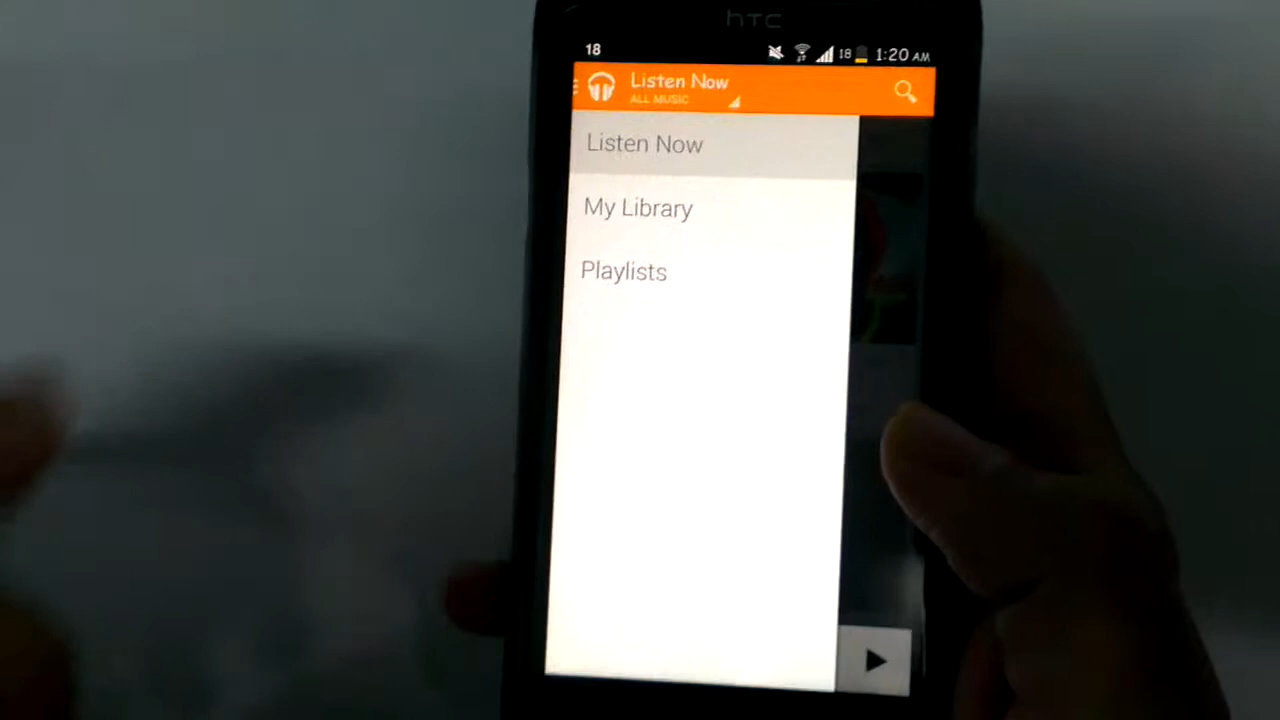 hTC
18
18 1:20 AM
Listen Now
ALL MUSIC
Listen Now
My Library
Playlists